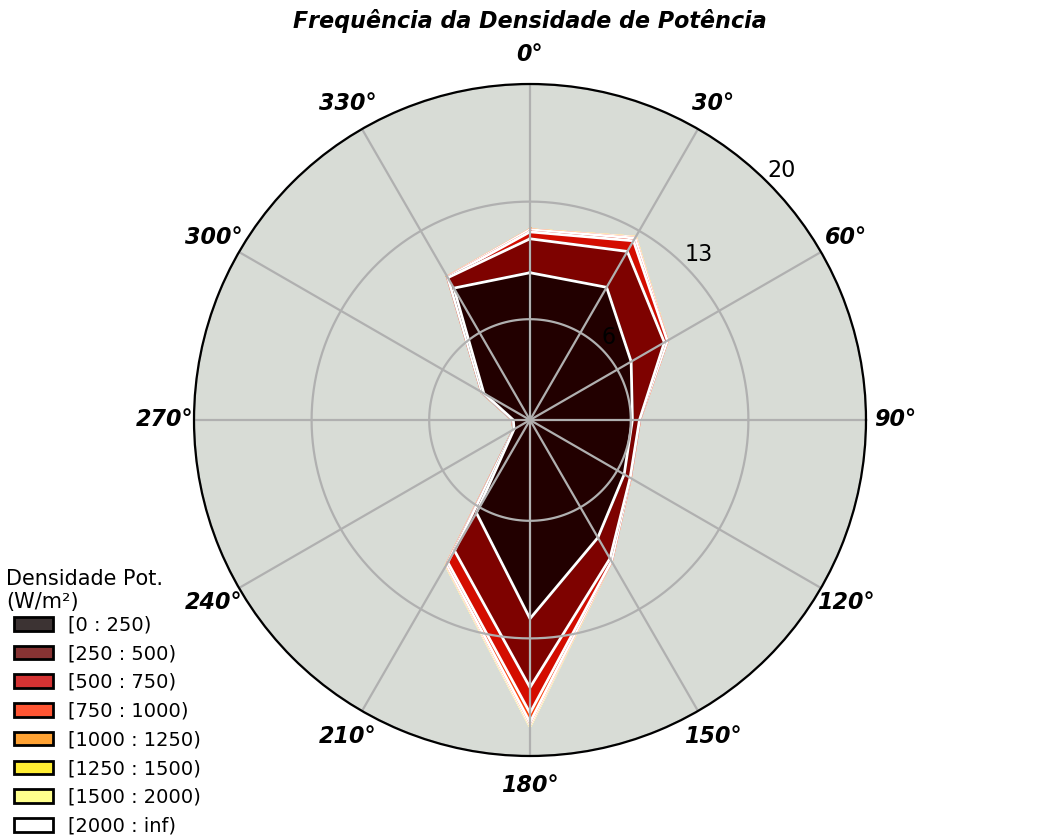 Frequência da Densidade de Potência
0°
330°
30°
20
300°
60°
13
6
270°
90°
240°
120°
210°
150°
180°
Densidade Pot.
(W/m²)
[0 : 250)
[250 : 500)
[500 : 750)
[750 : 1000)
[1000 : 1250)
[1250 : 1500)
[1500 : 2000)
[2000 : inf)